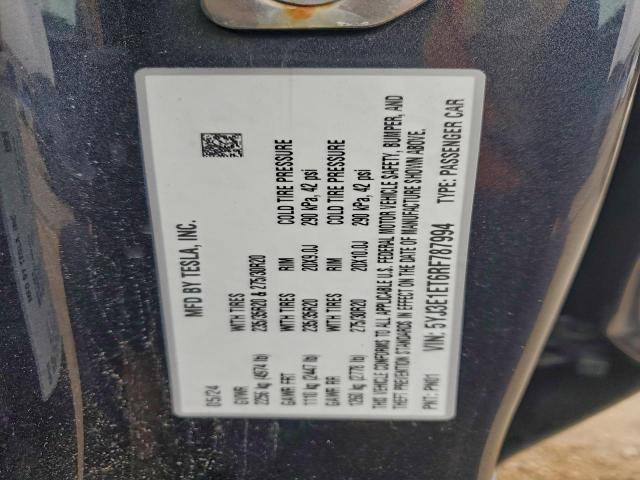 MFD BY TESLA, INC.
05/24
GVWR WITH TIRES
2256 kg (4974 lb) 235/35R20 & 275/30R20
GAWR FRT WITH TIRES RIM COLD TIRE PRESSURE
1110 kg (2447 lb) 235/35R20 20X9.0J 290 kPa, 42 psi
GAWR RR WITH TIRES RIM COLD TIRE PRESSURE
1260 kg (2778 lb) 275/30R20 20X10.0J 290 kPa, 42 psi
THIS VEHICLE CONFORMS TO ALL APPLICABLE U.S. FEDERAL MOTOR VEHICLE SAFETY, BUMPER, AND
THEFT PREVENTION STANDARDS IN EFFECT ON THE DATE OF MANUFACTURE SHOWN ABOVE.
PNT: PN01 VIN: 5YJ3E1ET6RF787994 TYPE: PASSENGER CAR